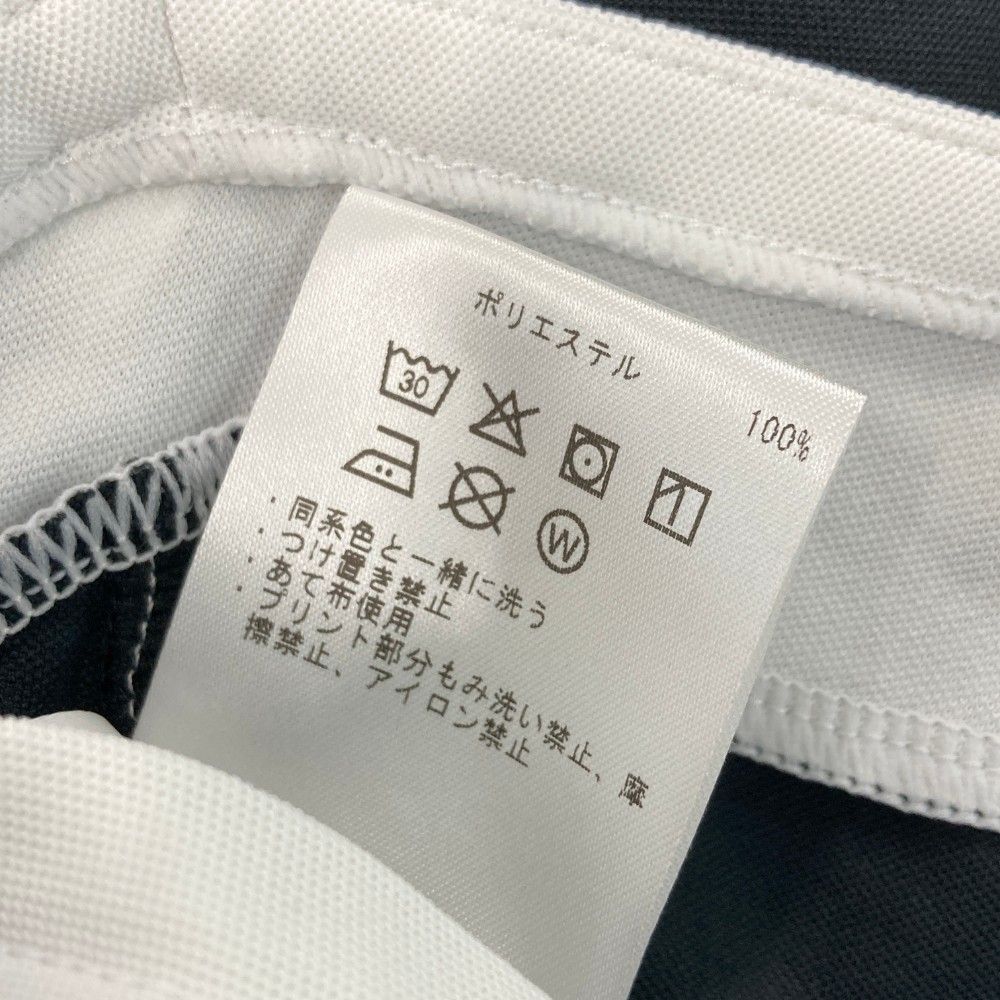 ポリエステル 100%
30
W
・同系色と一緒に洗う
・つけ置き禁止
・あて布使用
・プリント部分もみ洗い禁止、摩
擦禁止、アイロン禁止